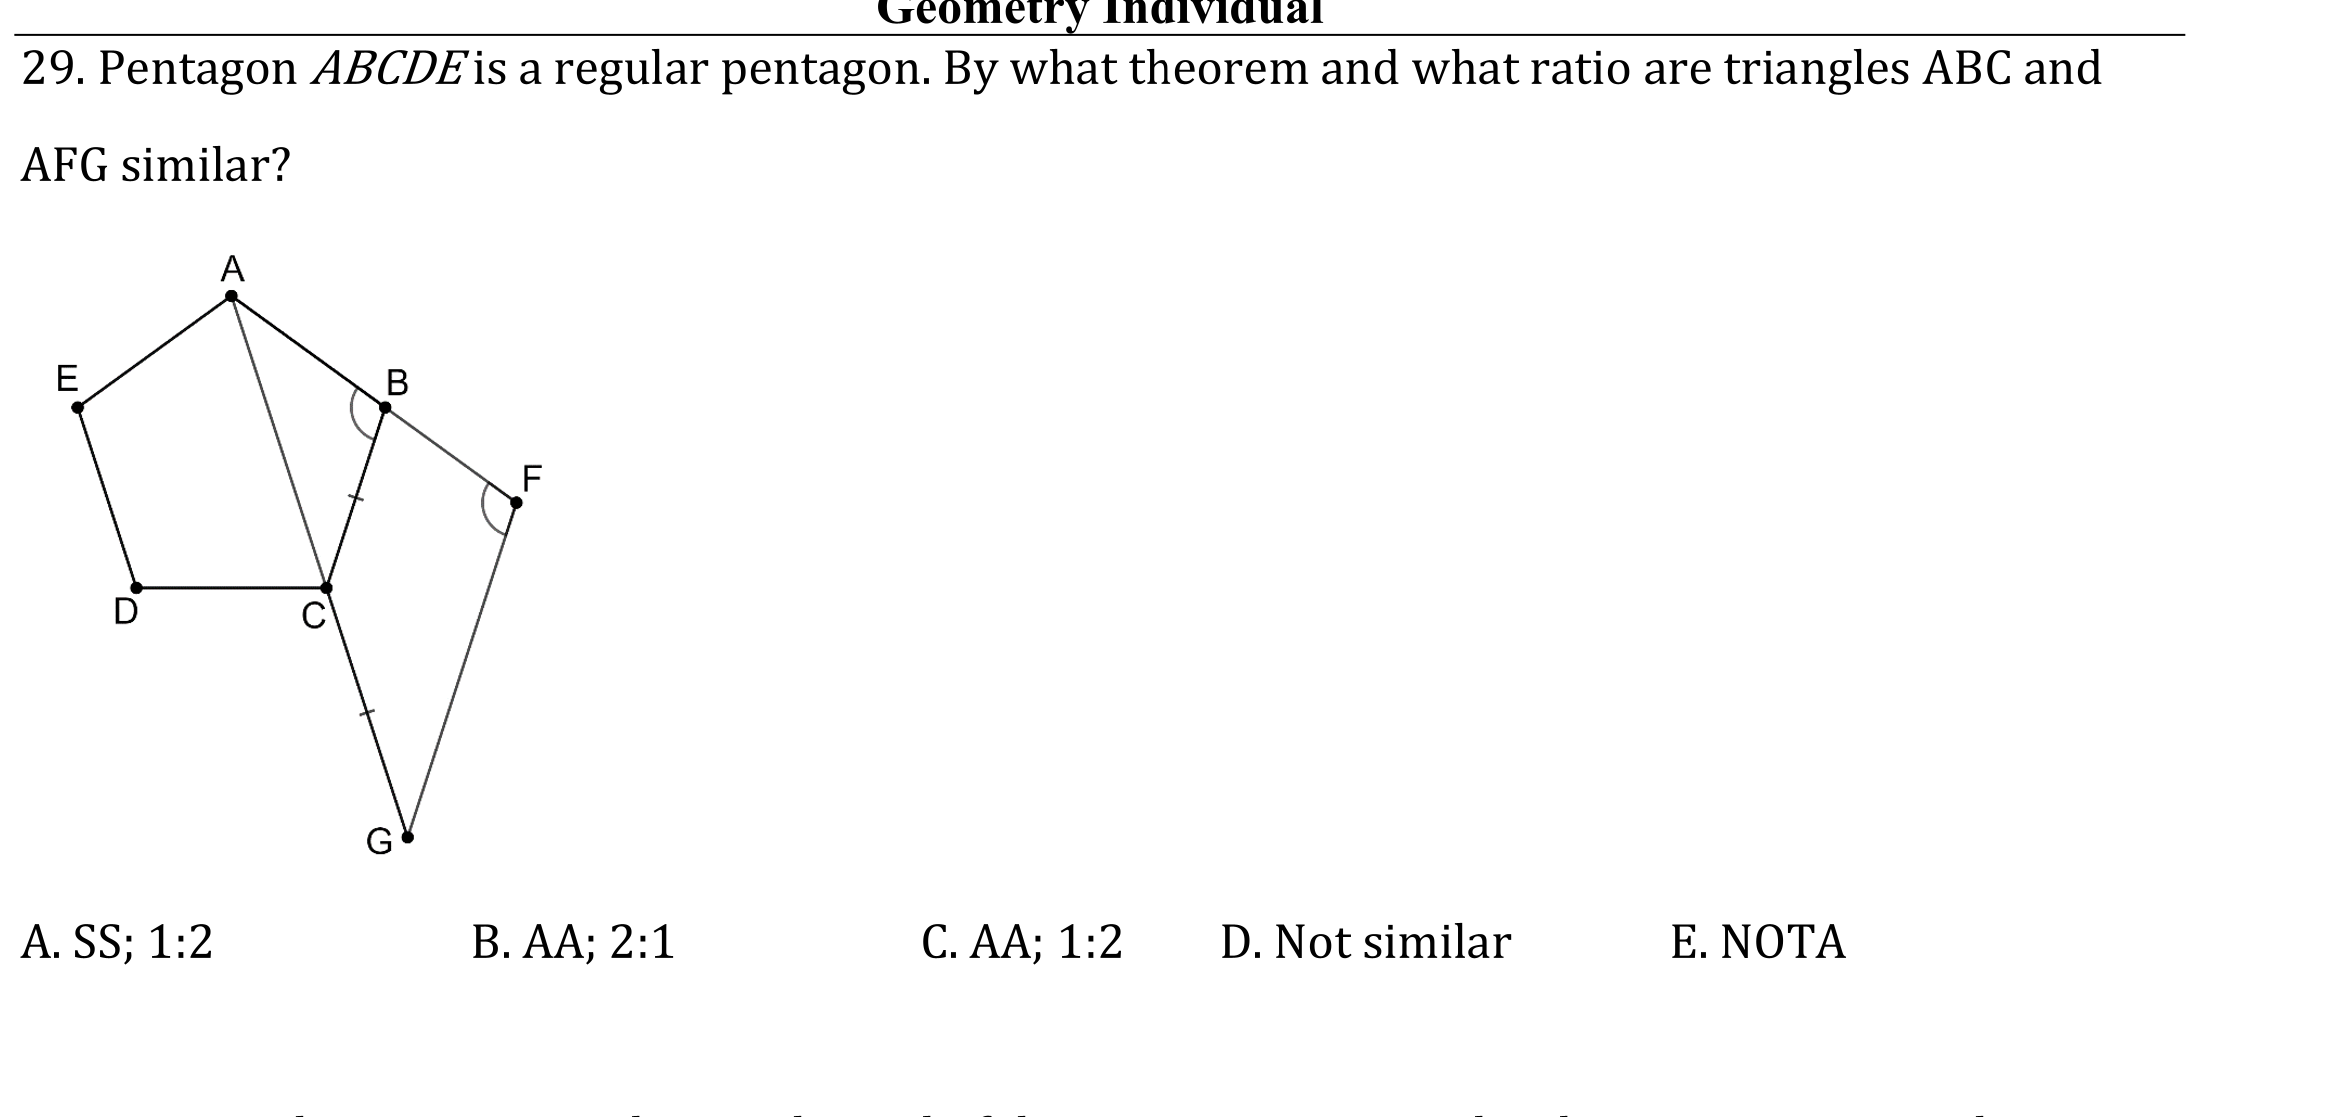 Geometry Individual
29. Pentagon ABCDE is a regular pentagon. By what theorem and what ratio are triangles ABC and
AFG similar?
A
E
B
F
D
C
G
A. SS; 1:2 B. AA; 2:1 C. AA; 1:2 D. Not similar E. NOTA